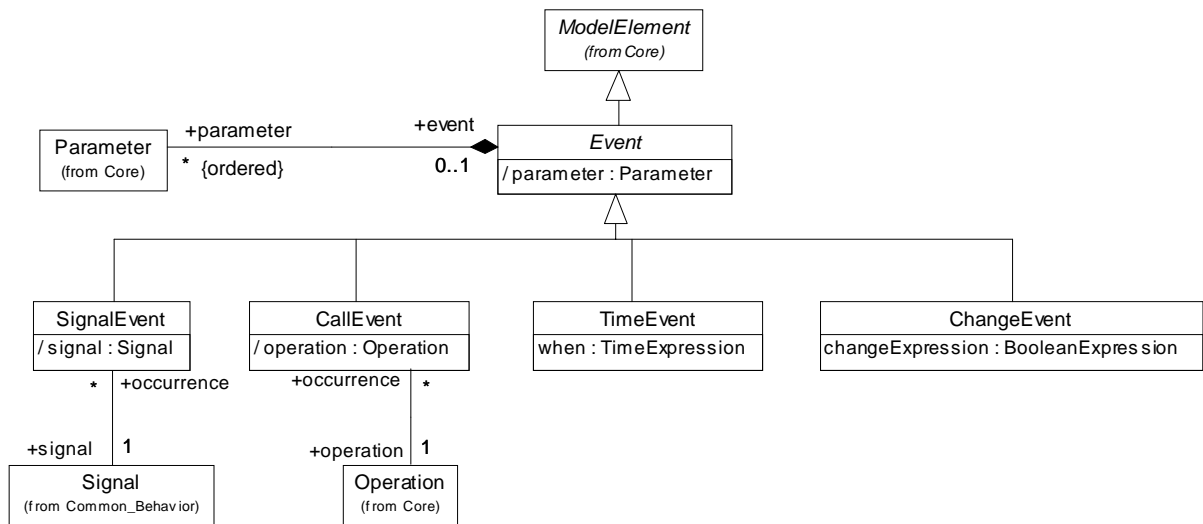 ModelElement
(from Core)
+parameter
+event
Parameter
(from Core)
* {ordered}
0..1
Event
/ parameter : Parameter
SignalEvent
/ signal : Signal
CallEvent
/ operation : Operation
TimeEvent
when : TimeExpression
ChangeEvent
changeExpression : BooleanExpression
* +occurrence
+occurrence *
+signal 1
+operation 1
Signal
(from Common_Behavior)
Operation
(from Core)